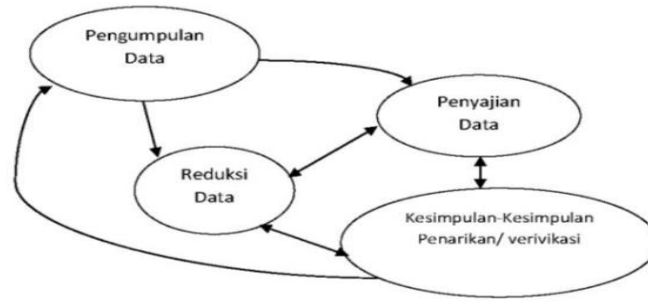 Pengumpulan
Data
Penyajian
Data
Reduksi
Data
Kesimpulan-Kesimpulan
Penarikan/ verivikasi